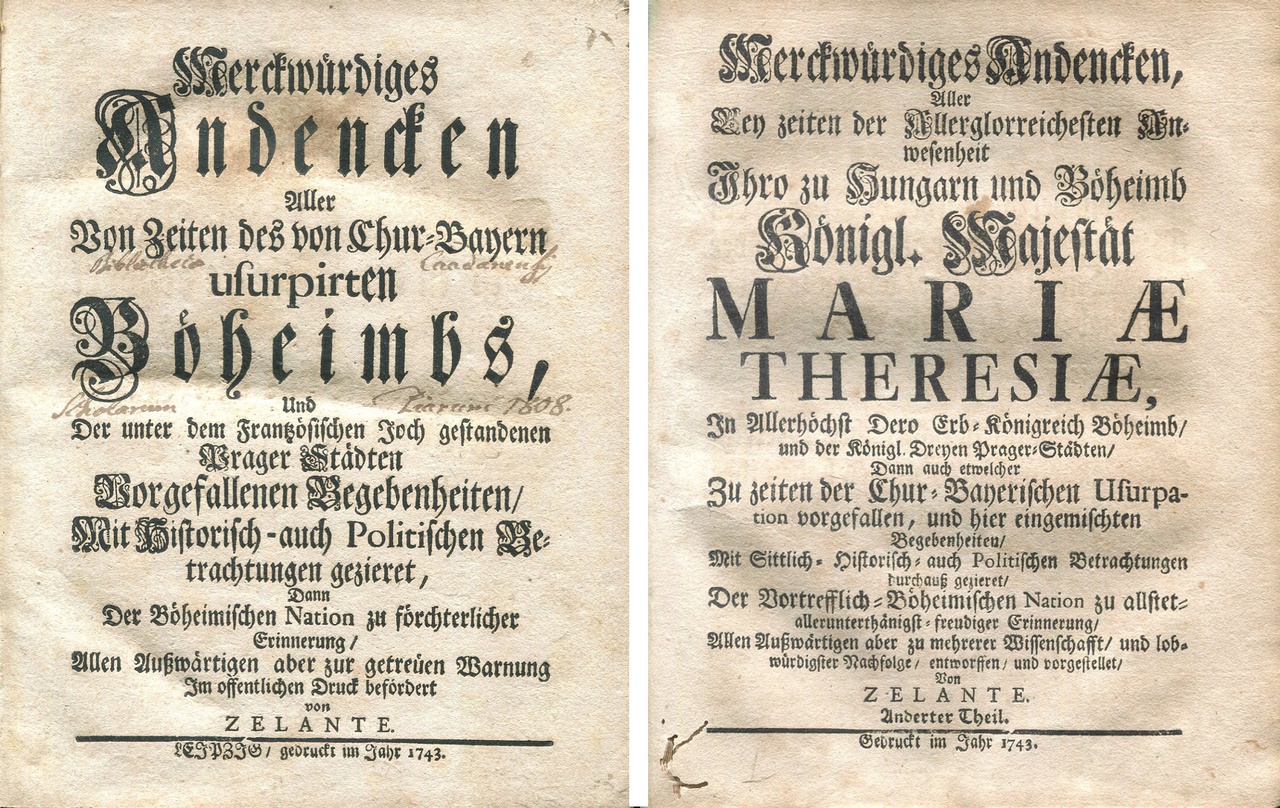 Merckwürdiges
Andencken
Aller
Von Zeiten des von Chur-Bayern
Bibliotheca Caadanensis
usurpirten
Böheimbs,
Scholarum Piarum 1808.
Und
Der unter dem Frantzösischen Joch gestandenen
Prager Städten
Vorgefallenen Begebenheiten/
Mit Historisch-auch Politischen Be-
trachtungen gezieret,
Dann
Der Böheimischen Nation zu förchterlicher
Erinnerung/
Allen Außwärtigen aber zur getreüen Warnung
Im offentlichen Druck befördert
von
ZELANTE.
LEIPZIG/ gedruckt im Jahr 1743.
Merckwürdiges Andencken,
Aller
Bey zeiten der Allerglorreichesten An-
wesenheit
Ihro zu Hungarn und Böheimb
Königl. Majestät
MARIÆ
THERESIÆ,
In Allerhöchst Dero Erb-Königreich Böheimb/
und der Königl. Dreyen Prager-Städten/
Dann auch etwelcher
Zu zeiten der Chur-Bayerischen Usurpa-
tion vorgefallen, und hier eingemischten
Begebenheiten/
Mit Sittlich-Historisch-auch Politischen Betrachtungen
durchauß gezieret/
Der Vortrefflich-Böheimischen Nation zu allstet-
allerunterthänigst-freudiger Erinnerung/
Allen Außwärtigen aber zu mehrerer Wissenschafft/ und lob-
würdigster Nachfolge/ entworffen/ und vorgestellet/
Von
ZELANTE.
Anderter Theil.
Gedruckt im Jahr 1743.